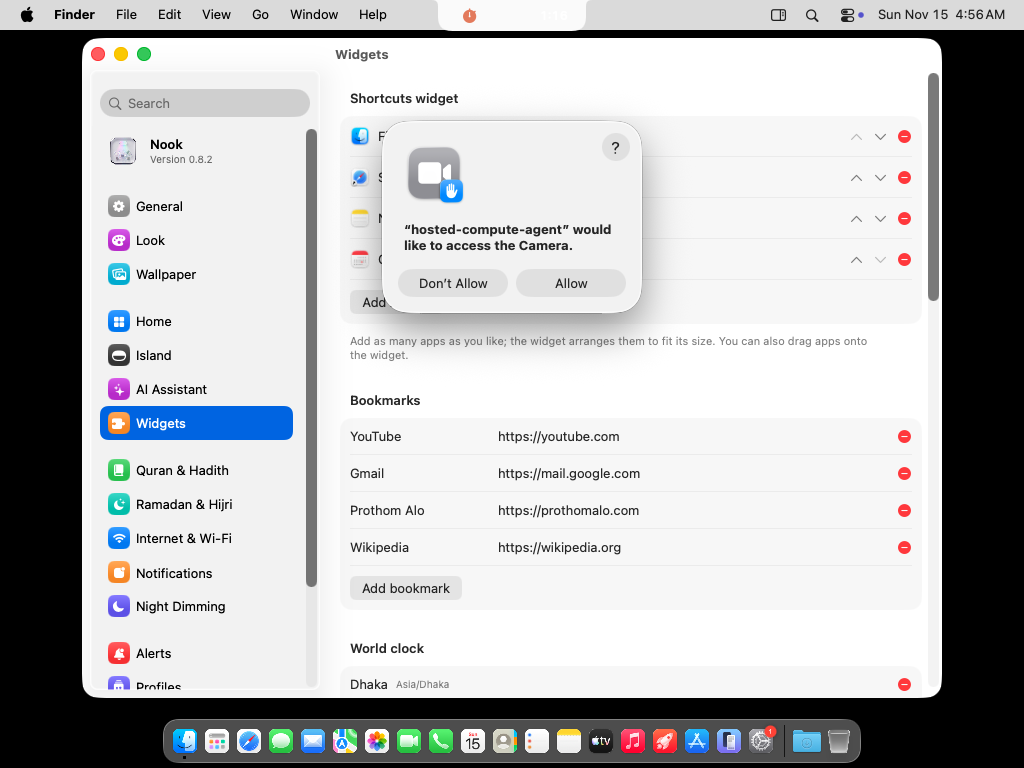 Finder File Edit View Go Window Help Sun Nov 15 4:56 AM
Widgets
Search
Nook
Version 0.8.2
General
Look
Wallpaper
Home
Island
AI Assistant
Widgets
Quran & Hadith
Ramadan & Hijri
Internet & Wi-Fi
Notifications
Night Dimming
Alerts
Profiles
Shortcuts widget
?
“hosted-compute-agent” would
like to access the Camera.
Don't Allow Allow
Add
Add as many apps as you like; the widget arranges them to fit its size. You can also drag apps onto
the widget.
Bookmarks
YouTube https://youtube.com
Gmail https://mail.google.com
Prothom Alo https://prothomalo.com
Wikipedia https://wikipedia.org
Add bookmark
World clock
Dhaka Asia/Dhaka
15
tv
1